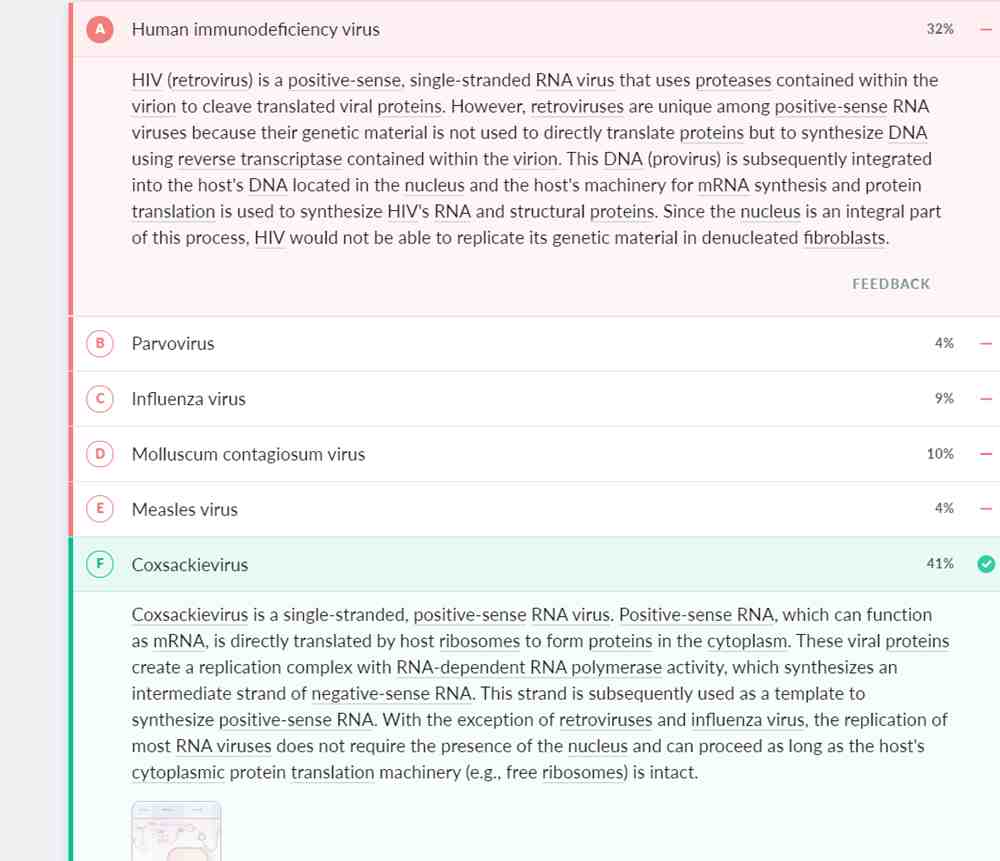 A Human immunodeficiency virus 32%
HIV (retrovirus) is a positive-sense, single-stranded RNA virus that uses proteases contained within the
virion to cleave translated viral proteins. However, retroviruses are unique among positive-sense RNA
viruses because their genetic material is not used to directly translate proteins but to synthesize DNA
using reverse transcriptase contained within the virion. This DNA (provirus) is subsequently integrated
into the host's DNA located in the nucleus and the host's machinery for mRNA synthesis and protein
translation is used to synthesize HIV's RNA and structural proteins. Since the nucleus is an integral part
of this process, HIV would not be able to replicate its genetic material in denucleated fibroblasts.
FEEDBACK
B Parvovirus 4%
C Influenza virus 9%
D Molluscum contagiosum virus 10%
E Measles virus 4%
F Coxsackievirus 41%
Coxsackievirus is a single-stranded, positive-sense RNA virus. Positive-sense RNA, which can function
as mRNA, is directly translated by host ribosomes to form proteins in the cytoplasm. These viral proteins
create a replication complex with RNA-dependent RNA polymerase activity, which synthesizes an
intermediate strand of negative-sense RNA. This strand is subsequently used as a template to
synthesize positive-sense RNA. With the exception of retroviruses and influenza virus, the replication of
most RNA viruses does not require the presence of the nucleus and can proceed as long as the host's
cytoplasmic protein translation machinery (e.g., free ribosomes) is intact.